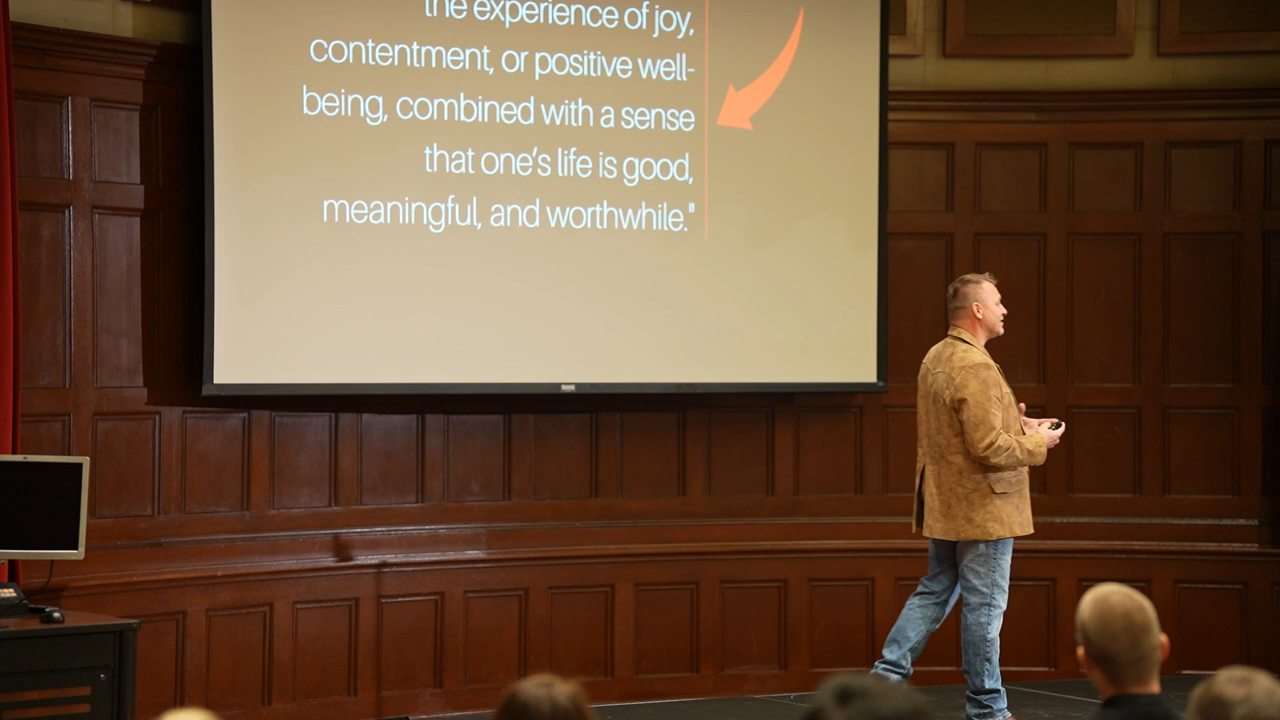 the experience of joy,
contentment, or positive well-
being, combined with a sense
that one's life is good,
meaningful, and worthwhile."